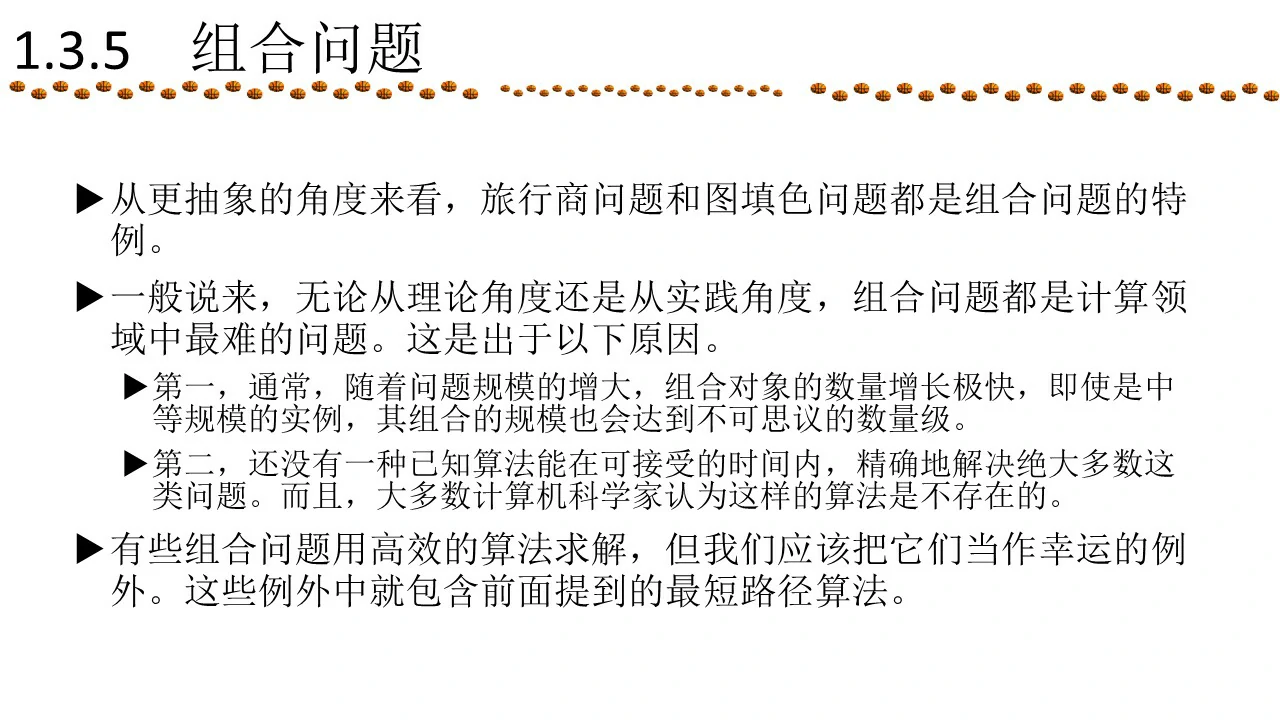 1.3.5 组合问题
▶从更抽象的角度来看，旅行商问题和图填色问题都是组合问题的特
例。
▶一般说来，无论从理论角度还是从实践角度，组合问题都是计算领
域中最难的问题。这是出于以下原因。
▶第一，通常，随着问题规模的增大，组合对象的数量增长极快，即使是中
等规模的实例，其组合的规模也会达到不可思议的数量级。
▶第二，还没有一种已知算法能在可接受的时间内，精确地解决绝大多数这
类问题。而且，大多数计算机科学家认为这样的算法是不存在的。
▶有些组合问题用高效的算法求解，但我们应该把它们当作幸运的例
外。这些例外中就包含前面提到的最短路径算法。